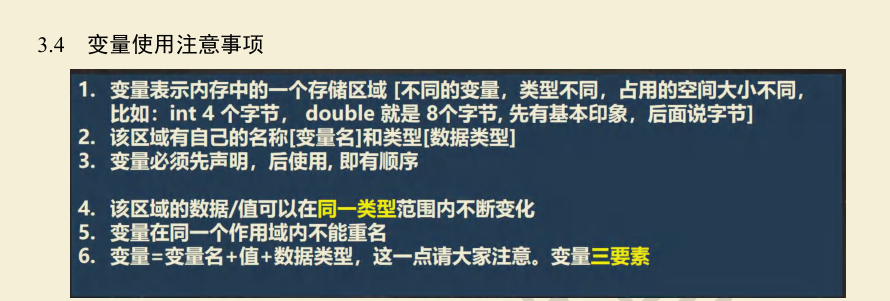 3.4 变量使用注意事项
1. 变量表示内存中的一个存储区域 [不同的变量，类型不同，占用的空间大小不同，
比如：int 4 个字节， double 就是 8个字节, 先有基本印象，后面说字节]
2. 该区域有自己的名称[变量名]和类型[数据类型]
3. 变量必须先声明，后使用, 即有顺序
4. 该区域的数据/值可以在同一类型范围内不断变化
5. 变量在同一个作用域内不能重名
6. 变量=变量名+值+数据类型，这一点请大家注意。变量三要素